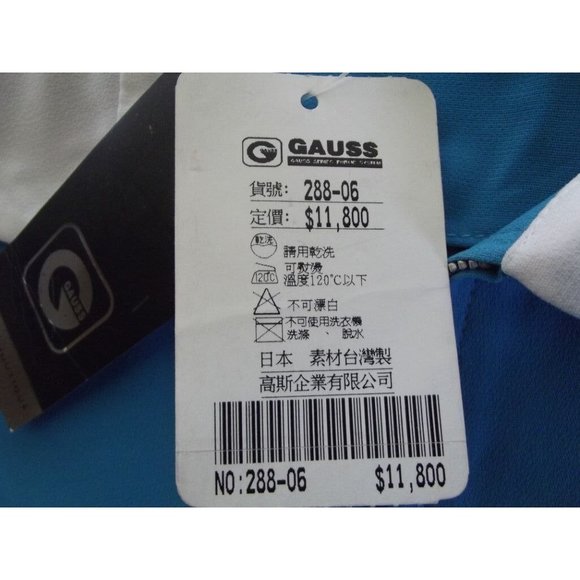 GAUSS
貨號: 288-06
定價: $11,800
乾洗 請用乾洗
可熨燙
120℃ 溫度120℃以下
不可漂白
不可使用洗衣機
洗滌、脫水
日本 素材台灣製
高斯企業有限公司
NO:288-06 $11,800
GAUSS